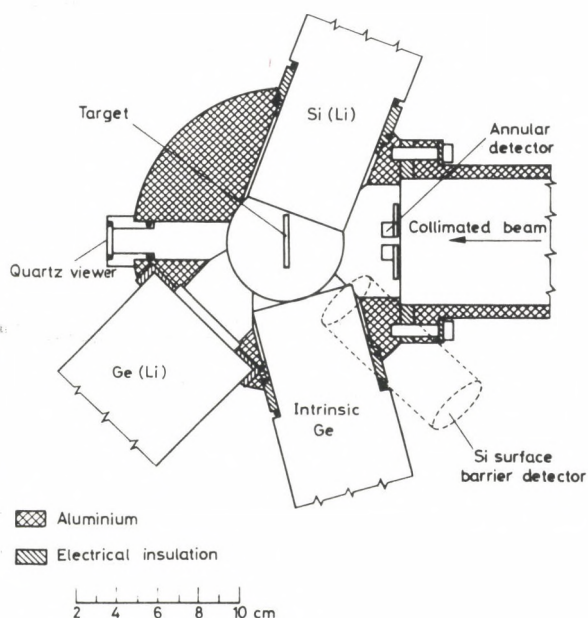 Target
Si (Li)
Annular
detector
Collimated beam
Quartz viewer
Ge (Li)
Intrinsic
Ge
Si surface
barrier detector
Aluminium
Electrical insulation
2 4 6 8 10 cm